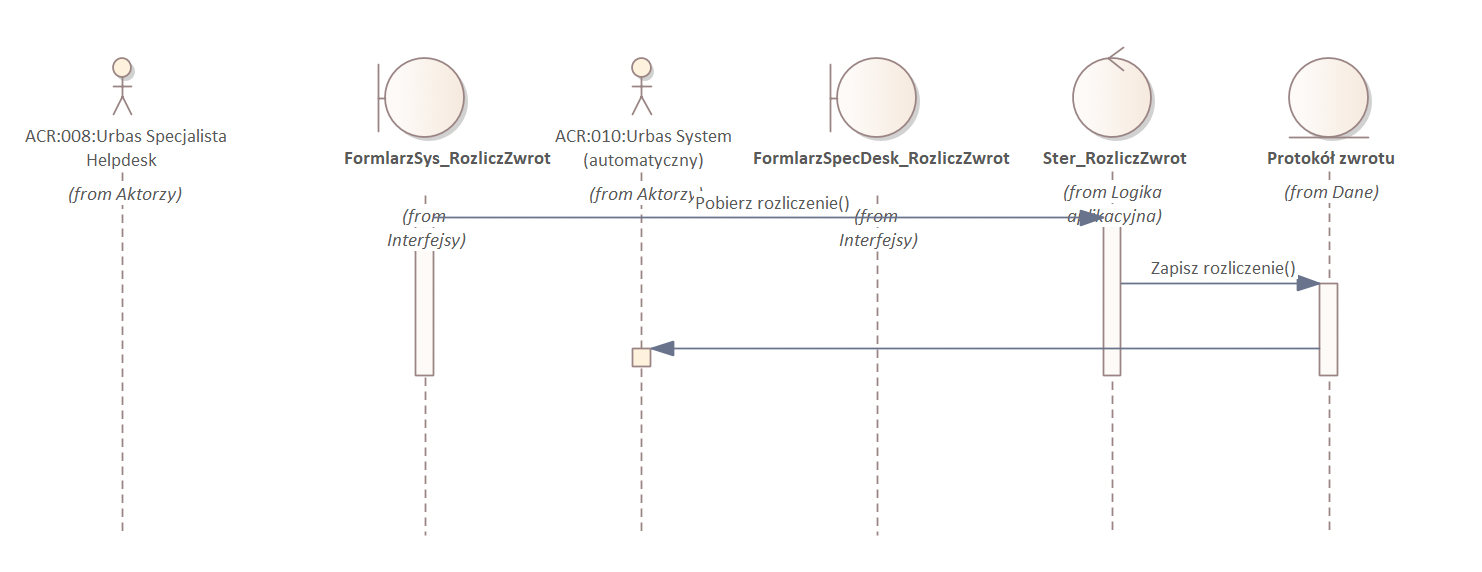 ACR:008:Urbas Specjalista
Helpdesk
(from Aktorzy)
FormlarzSys_RozliczZwrot
(from
Interfejsy)
ACR:010:Urbas System
(automatyczny)
(from Aktorzy)
FormlarzSpecDesk_RozliczZwrot
(from
Interfejsy)
Ster_RozliczZwrot
(from Logika
aplikacyjna)
Protokół zwrotu
(from Dane)
Pobierz rozliczenie()
Zapisz rozliczenie()